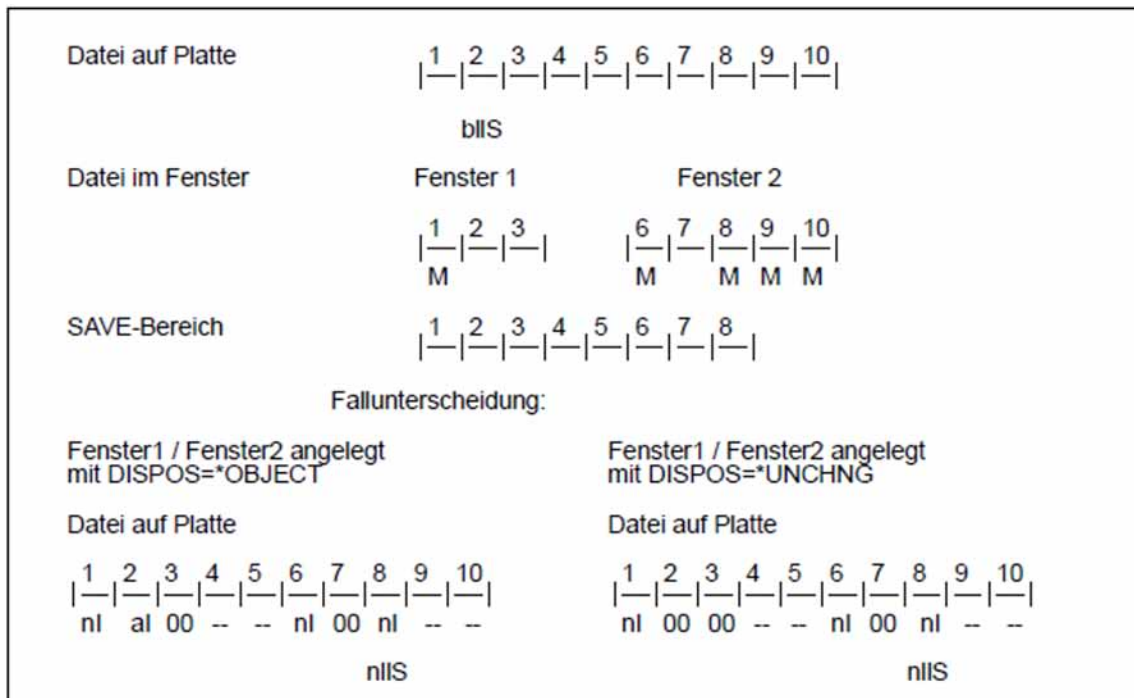 Datei auf Platte
|1|2|3|4|5|6|7|8|9|10|
bllS
Datei im Fenster Fenster 1 Fenster 2
|1|2|3| |6|7|8|9|10|
M M M M M
SAVE-Bereich
|1|2|3|4|5|6|7|8|
Fallunterscheidung:
Fenster1 / Fenster2 angelegt
mit DISPOS=*OBJECT
Datei auf Platte
|1|2|3|4|5|6|7|8|9|10|
nl al 00 -- -- nl 00 nl -- --
nllS
Fenster1 / Fenster2 angelegt
mit DISPOS=*UNCHNG
Datei auf Platte
|1|2|3|4|5|6|7|8|9|10|
nl 00 00 -- -- nl 00 nl -- --
nllS